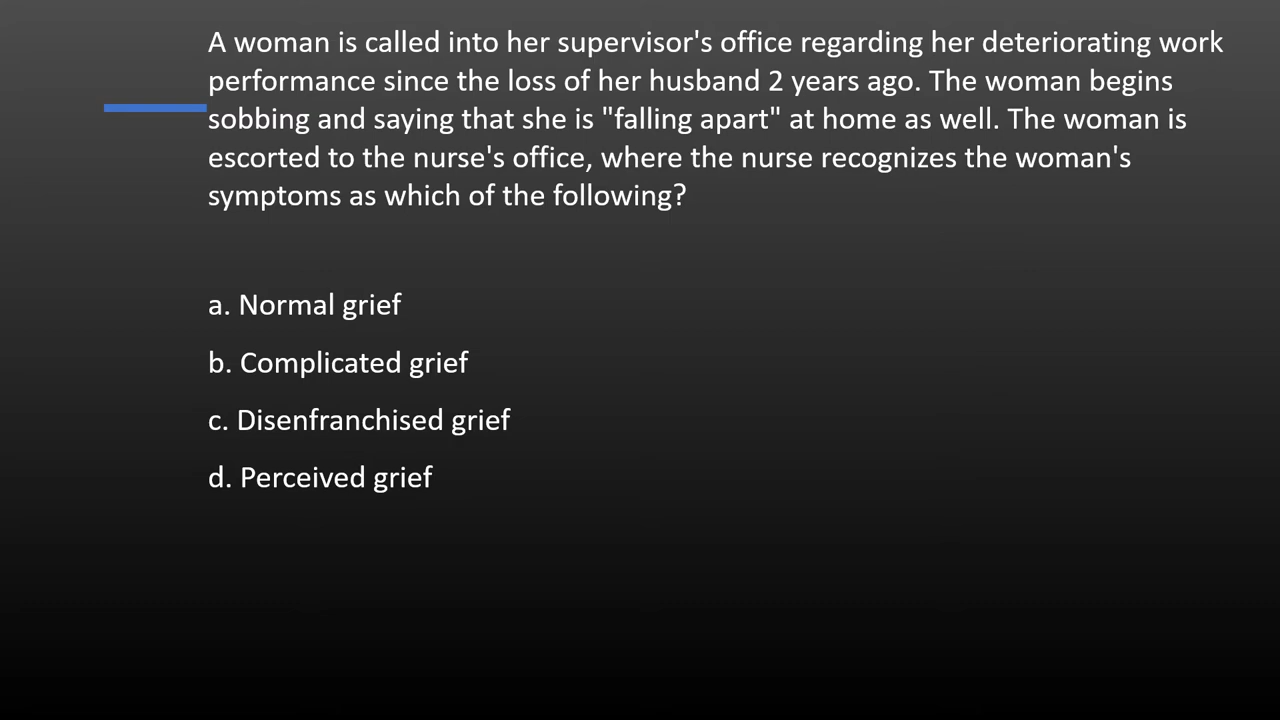 A woman is called into her supervisor's office regarding her deteriorating work
performance since the loss of her husband 2 years ago. The woman begins
sobbing and saying that she is "falling apart" at home as well. The woman is
escorted to the nurse's office, where the nurse recognizes the woman's
symptoms as which of the following?
a. Normal grief
b. Complicated grief
c. Disenfranchised grief
d. Perceived grief